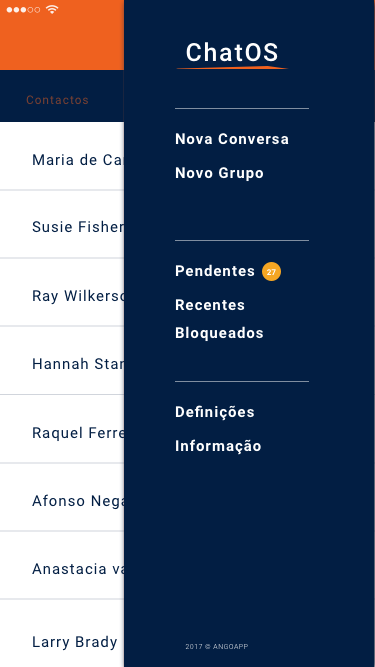 ChatOS
Contactos
Nova Conversa
Novo Grupo
Pendentes 27
Recentes
Bloqueados
Definições
Informação
Maria de Ca
Susie Fisher
Ray Wilkerso
Hannah Star
Raquel Ferre
Afonso Nega
Anastacia va
Larry Brady
2017 © ANGOAPP